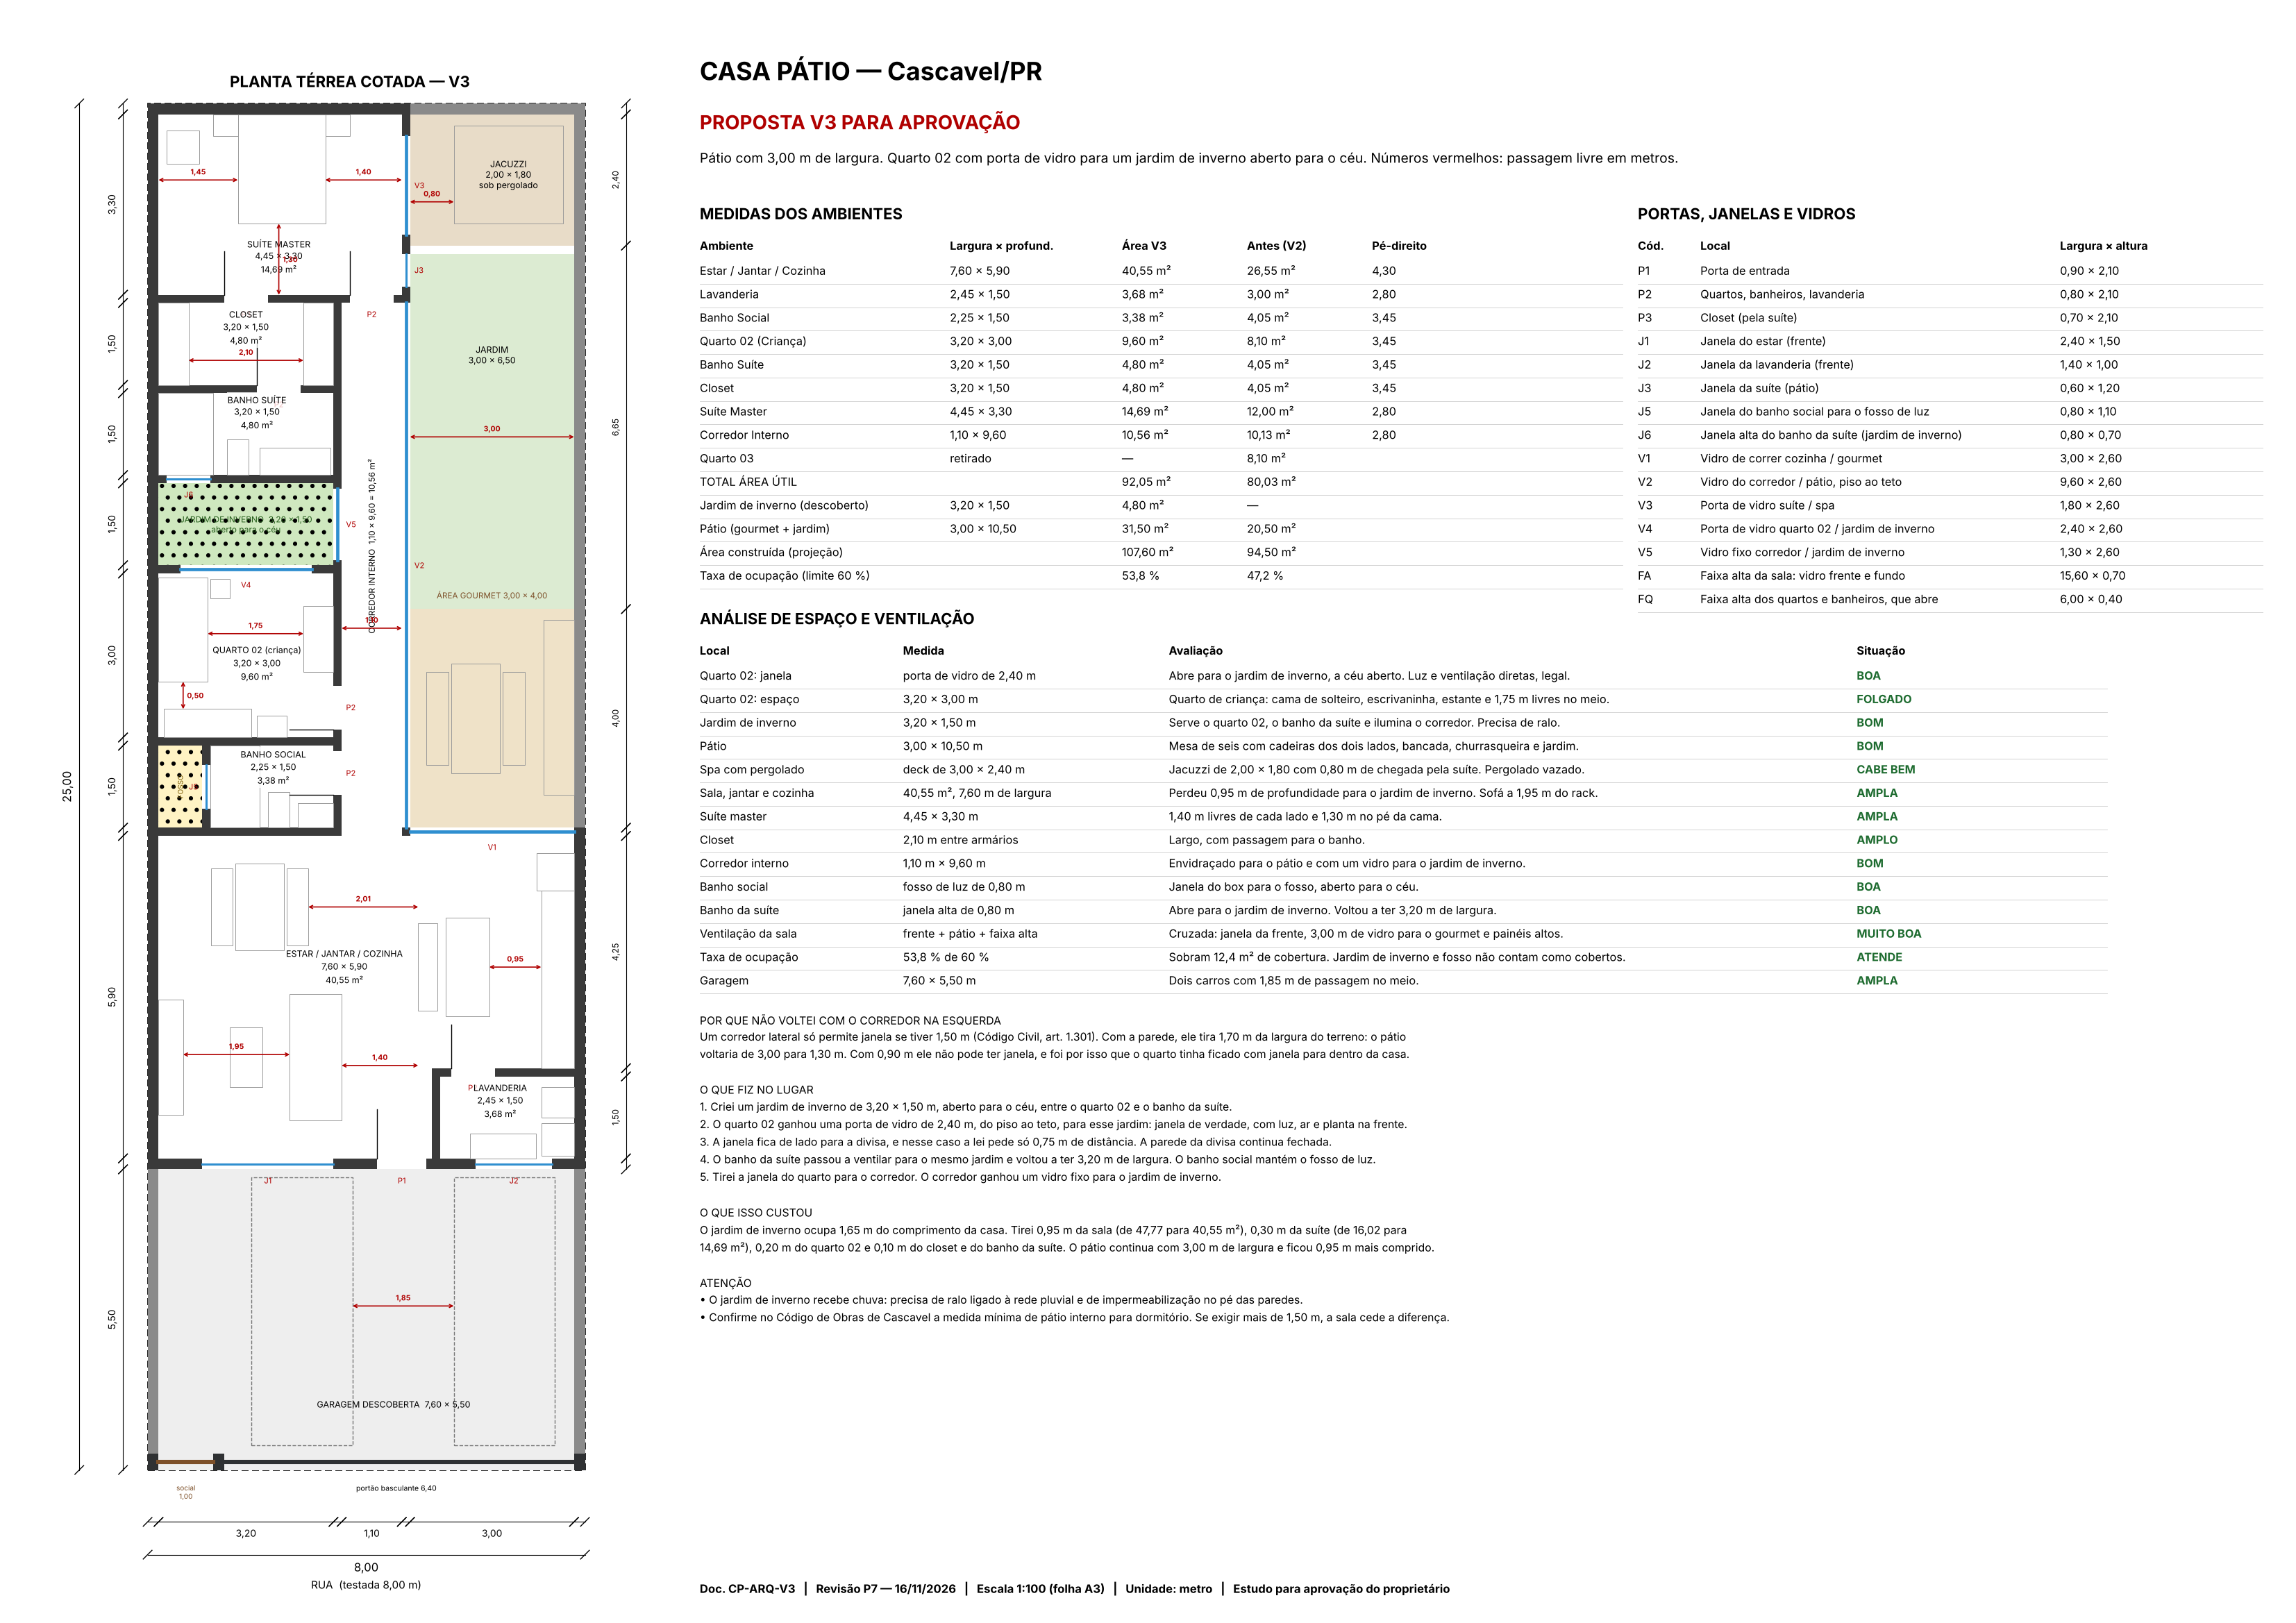 PLANTA TÉRREA COTADA — V3
25,00
3,30
1,50
1,50
1,50
3,00
1,50
5,90
5,50
2,40
6,65
4,00
4,25
1,50
1,45
1,40
V3
0,80
JACUZZI
2,00 × 1,80
sob pergolado
SUÍTE MASTER
4,45 × 3,30
1,30
14,69 m²
J3
P2
CLOSET
3,20 × 1,50
4,80 m²
2,10
JARDIM
3,00 × 6,50
BANHO SUÍTE
3,20 × 1,50
4,80 m²
3,00
J6
JARDIM DE INVERNO 3,20 × 1,50
aberto para o céu
V5
CORREDOR INTERNO 1,10 × 9,60 = 10,56 m²
V2
V4
ÁREA GOURMET 3,00 × 4,00
1,75
1,10
QUARTO 02 (criança)
3,20 × 3,00
9,60 m²
0,50
P2
BANHO SOCIAL
2,25 × 1,50
3,38 m²
P2
FOSSO
J5
V1
2,01
ESTAR / JANTAR / COZINHA
7,60 × 5,90
40,55 m²
0,95
1,95
1,40
P2
LAVANDERIA
2,45 × 1,50
3,68 m²
J1
P1
J2
1,85
GARAGEM DESCOBERTA 7,60 × 5,50
social
1,00
portão basculante 6,40
3,20
1,10
3,00
8,00
RUA (testada 8,00 m)
CASA PÁTIO — Cascavel/PR
PROPOSTA V3 PARA APROVAÇÃO
Pátio com 3,00 m de largura. Quarto 02 com porta de vidro para um jardim de inverno aberto para o céu. Números vermelhos: passagem livre em metros.
MEDIDAS DOS AMBIENTES
Ambiente Largura × profund. Área V3 Antes (V2) Pé-direito
Estar / Jantar / Cozinha 7,60 × 5,90 40,55 m² 26,55 m² 4,30
Lavanderia 2,45 × 1,50 3,68 m² 3,00 m² 2,80
Banho Social 2,25 × 1,50 3,38 m² 4,05 m² 3,45
Quarto 02 (Criança) 3,20 × 3,00 9,60 m² 8,10 m² 3,45
Banho Suíte 3,20 × 1,50 4,80 m² 4,05 m² 3,45
Closet 3,20 × 1,50 4,80 m² 4,05 m² 3,45
Suíte Master 4,45 × 3,30 14,69 m² 12,00 m² 2,80
Corredor Interno 1,10 × 9,60 10,56 m² 10,13 m² 2,80
Quarto 03 retirado — 8,10 m²
TOTAL ÁREA ÚTIL 92,05 m² 80,03 m²
Jardim de inverno (descoberto) 3,20 × 1,50 4,80 m² —
Pátio (gourmet + jardim) 3,00 × 10,50 31,50 m² 20,50 m²
Área construída (projeção) 107,60 m² 94,50 m²
Taxa de ocupação (limite 60 %) 53,8 % 47,2 %
PORTAS, JANELAS E VIDROS
Cód. Local Largura × altura
P1 Porta de entrada 0,90 × 2,10
P2 Quartos, banheiros, lavanderia 0,80 × 2,10
P3 Closet (pela suíte) 0,70 × 2,10
J1 Janela do estar (frente) 2,40 × 1,50
J2 Janela da lavanderia (frente) 1,40 × 1,00
J3 Janela da suíte (pátio) 0,60 × 1,20
J5 Janela do banho social para o fosso de luz 0,80 × 1,10
J6 Janela alta do banho da suíte (jardim de inverno) 0,80 × 0,70
V1 Vidro de correr cozinha / gourmet 3,00 × 2,60
V2 Vidro do corredor / pátio, piso ao teto 9,60 × 2,60
V3 Porta de vidro suíte / spa 1,80 × 2,60
V4 Porta de vidro quarto 02 / jardim de inverno 2,40 × 2,60
V5 Vidro fixo corredor / jardim de inverno 1,30 × 2,60
FA Faixa alta da sala: vidro frente e fundo 15,60 × 0,70
FQ Faixa alta dos quartos e banheiros, que abre 6,00 × 0,40
ANÁLISE DE ESPAÇO E VENTILAÇÃO
Local Medida Avaliação Situação
Quarto 02: janela porta de vidro de 2,40 m Abre para o jardim de inverno, a céu aberto. Luz e ventilação diretas, legal. BOA
Quarto 02: espaço 3,20 × 3,00 m Quarto de criança: cama de solteiro, escrivaninha, estante e 1,75 m livres no meio. FOLGADO
Jardim de inverno 3,20 × 1,50 m Serve o quarto 02, o banho da suíte e ilumina o corredor. Precisa de ralo. BOM
Pátio 3,00 × 10,50 m Mesa de seis com cadeiras dos dois lados, bancada, churrasqueira e jardim. BOM
Spa com pergolado deck de 3,00 × 2,40 m Jacuzzi de 2,00 × 1,80 com 0,80 m de chegada pela suíte. Pergolado vazado. CABE BEM
Sala, jantar e cozinha 40,55 m², 7,60 m de largura Perdeu 0,95 m de profundidade para o jardim de inverno. Sofá a 1,95 m do rack. AMPLA
Suíte master 4,45 × 3,30 m 1,40 m livres de cada lado e 1,30 m no pé da cama. AMPLA
Closet 2,10 m entre armários Largo, com passagem para o banho. AMPLO
Corredor interno 1,10 m × 9,60 m Envidraçado para o pátio e com um vidro para o jardim de inverno. BOM
Banho social fosso de luz de 0,80 m Janela do box para o fosso, aberto para o céu. BOA
Banho da suíte janela alta de 0,80 m Abre para o jardim de inverno. Voltou a ter 3,20 m de largura. BOA
Ventilação da sala frente + pátio + faixa alta Cruzada: janela da frente, 3,00 m de vidro para o gourmet e painéis altos. MUITO BOA
Taxa de ocupação 53,8 % de 60 % Sobram 12,4 m² de cobertura. Jardim de inverno e fosso não contam como cobertos. ATENDE
Garagem 7,60 × 5,50 m Dois carros com 1,85 m de passagem no meio. AMPLA
POR QUE NÃO VOLTEI COM O CORREDOR NA ESQUERDA
Um corredor lateral só permite janela se tiver 1,50 m (Código Civil, art. 1.301). Com a parede, ele tira 1,70 m da largura do terreno: o pátio
voltaria de 3,00 para 1,30 m. Com 0,90 m ele não pode ter janela, e foi por isso que o quarto tinha ficado com janela para dentro da casa.
O QUE FIZ NO LUGAR
1. Criei um jardim de inverno de 3,20 × 1,50 m, aberto para o céu, entre o quarto 02 e o banho da suíte.
2. O quarto 02 ganhou uma porta de vidro de 2,40 m, do piso ao teto, para esse jardim: janela de verdade, com luz, ar e planta na frente.
3. A janela fica de lado para a divisa, e nesse caso a lei pede só 0,75 m de distância. A parede da divisa continua fechada.
4. O banho da suíte passou a ventilar para o mesmo jardim e voltou a ter 3,20 m de largura. O banho social mantém o fosso de luz.
5. Tirei a janela do quarto para o corredor. O corredor ganhou um vidro fixo para o jardim de inverno.
O QUE ISSO CUSTOU
O jardim de inverno ocupa 1,65 m do comprimento da casa. Tirei 0,95 m da sala (de 47,77 para 40,55 m²), 0,30 m da suíte (de 16,02 para
14,69 m²), 0,20 m do quarto 02 e 0,10 m do closet e do banho da suíte. O pátio continua com 3,00 m de largura e ficou 0,95 m mais comprido.
ATENÇÃO
• O jardim de inverno recebe chuva: precisa de ralo ligado à rede pluvial e de impermeabilização no pé das paredes.
• Confirme no Código de Obras de Cascavel a medida mínima de pátio interno para dormitório. Se exigir mais de 1,50 m, a sala cede a diferença.
Doc. CP-ARQ-V3 | Revisão P7 — 16/11/2026 | Escala 1:100 (folha A3) | Unidade: metro | Estudo para aprovação do proprietário